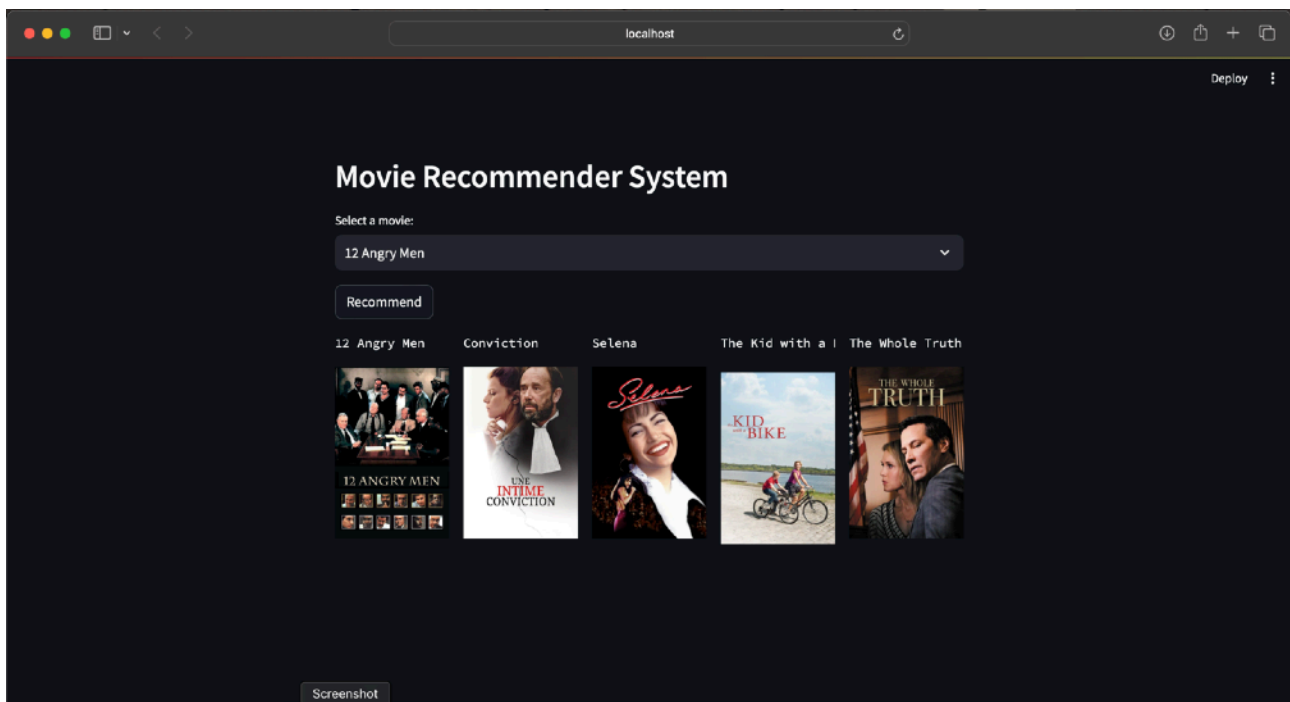 localhost
Deploy
Movie Recommender System
Select a movie:
12 Angry Men
Recommend
12 Angry Men
Conviction
Selena
The Kid with a
The Whole Truth
12 ANGRY MEN
UNE
INTIME
CONVICTION
Selena
KID
with a
BIKE
THE WHOLE
TRUTH
Screenshot